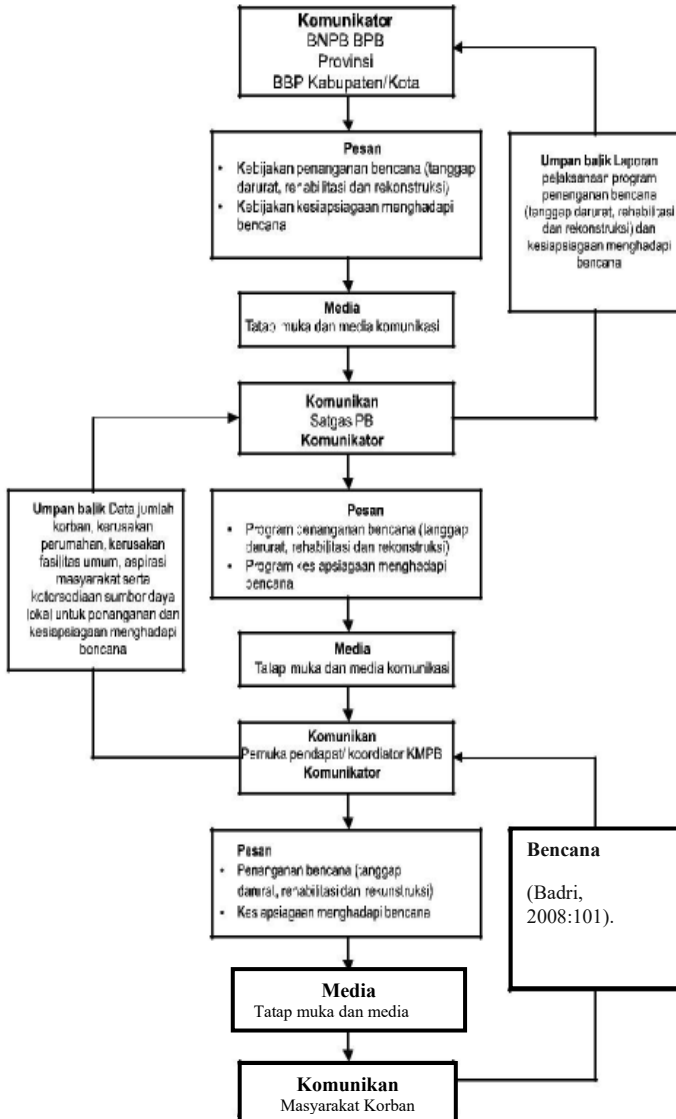 Komunikator
BNPB BPB
Provinsi
BBP Kabupaten/Kota
Pesan
• Kebijakan penanganan bencana (tanggap
darurat, rehabilitasi dan rekonstruksi)
• Kebijakan kesiapsiagaan menghadapi
bencana
Umpan balik Laporan
pelaksanaan program
penanganan bencana
(tanggap darurat, rehabilitasi
dan rekonstruksi) dan
kesiapsiagaan menghadapi
bencana
Media
Tatap muka dan media komunikasi
Komunikan
Satgas PB
Komunikator
Umpan balik Data jumlah
korban, kerusakan
perumahan, kerusakan
fasilitas umum, aspirasi
masyarakat serta
ketersediaan sumber daya
lokal untuk penanganan dan
kesiapsiagaan menghadapi
bencana
Pesan
• Program penanganan bencana (tanggap
darurat, rehabilitasi dan rekonstruksi)
• Program kesiapsiagaan menghadapi
bencana
Media
Tatap muka dan media komunikasi
Komunikan
Pemuka pendapat/ koordiator KMPB
Komunikator
Pesan
• Penanganan bencana (tanggap
darurat, rehabilitasi dan rekunstruksi)
• Kesiapsiagaan menghadapi bencana
Bencana
(Badri,
2008:101).
Media
Tatap muka dan media
Komunikan
Masyarakat Korban